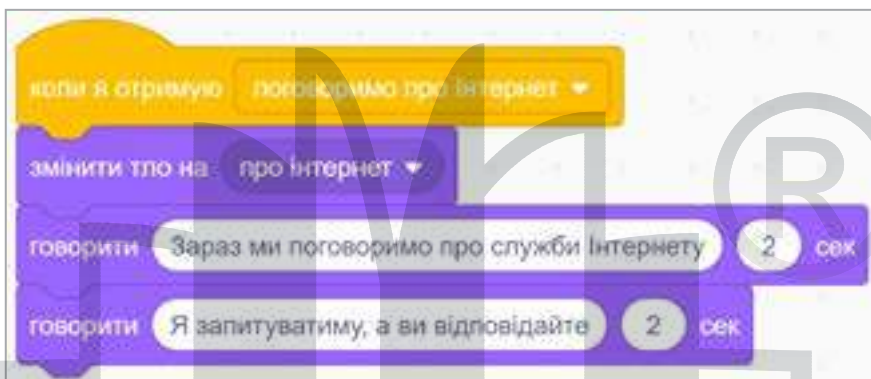 коли я отримую поговоримо про Інтернет
змінити тло на про Інтернет
говорити Зараз ми поговоримо про служби Інтернету 2 сек
говорити Я запитуватиму, а ви відповідайте 2 сек